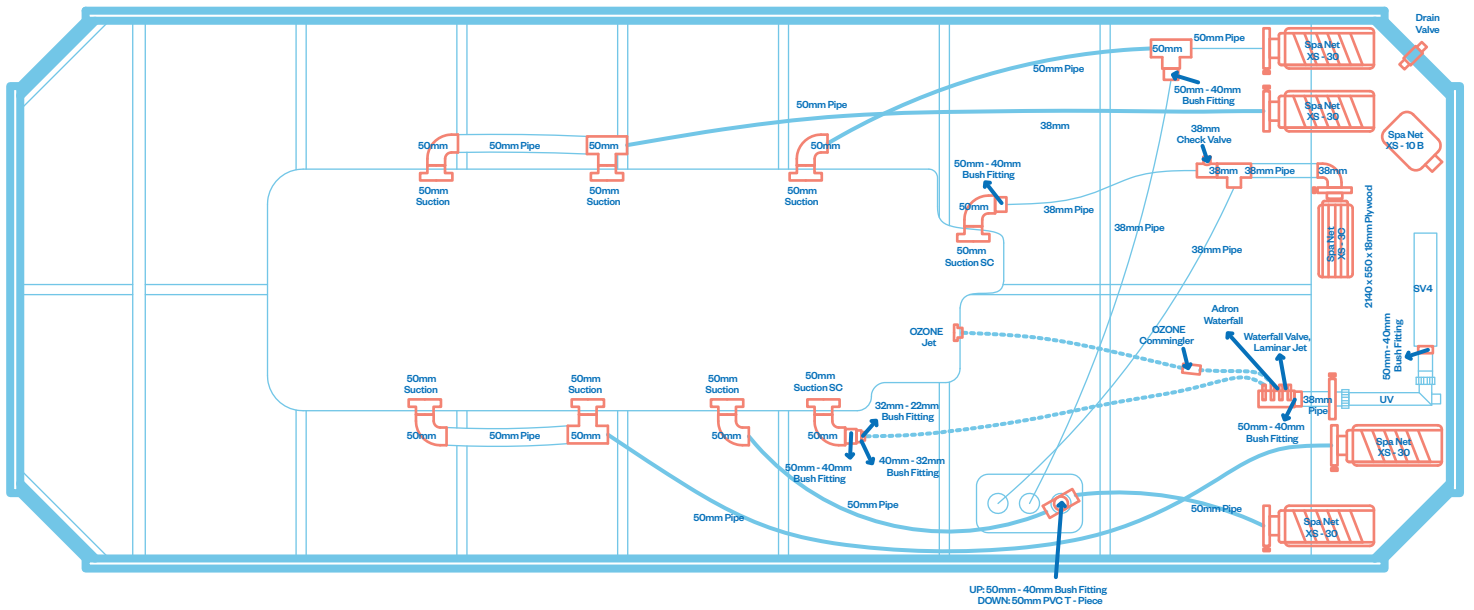 Drain
Valve
50mm Pipe
50mm
Spa Net
XS - 30
50mm Pipe
50mm - 40mm
Bush Fitting
50mm Pipe
Spa Net
XS - 30
38mm
38mm
Check Valve
Spa Net
XS - 10 B
50mm
50mm Pipe
50mm
50mm
50mm - 40mm
Bush Fitting
38mm
38mm Pipe
38mm
50mm
Suction
50mm
Suction
50mm
Suction
50mm
38mm Pipe
38mm Pipe
38mm Pipe
Spa Net
XS - 30
2140 x 550 x 18mm Plywood
50mm
Suction SC
SV4
OZONE
Jet
OZONE
Commingler
Adron
Waterfall
Waterfall Valve,
Laminar Jet
50mm - 40mm
Bush Fitting
50mm
Suction
50mm
Suction
50mm
Suction
50mm
Suction SC
32mm - 22mm
Bush Fitting
38mm
Pipe
UV
50mm
50mm Pipe
50mm
50mm
50mm
50mm - 40mm
Bush Fitting
Spa Net
XS - 30
50mm - 40mm
Bush Fitting
40mm - 32mm
Bush Fitting
50mm Pipe
50mm Pipe
50mm Pipe
Spa Net
XS - 30
UP: 50mm - 40mm Bush Fitting
DOWN: 50mm PVC T - Piece